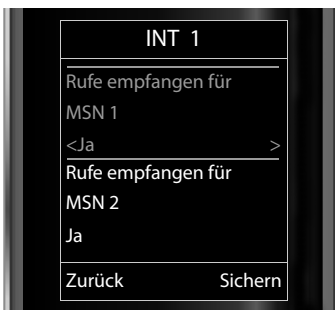 INT 1
Rufe empfangen für
MSN 1
<Ja >
Rufe empfangen für
MSN 2
Ja
Zurück Sichern